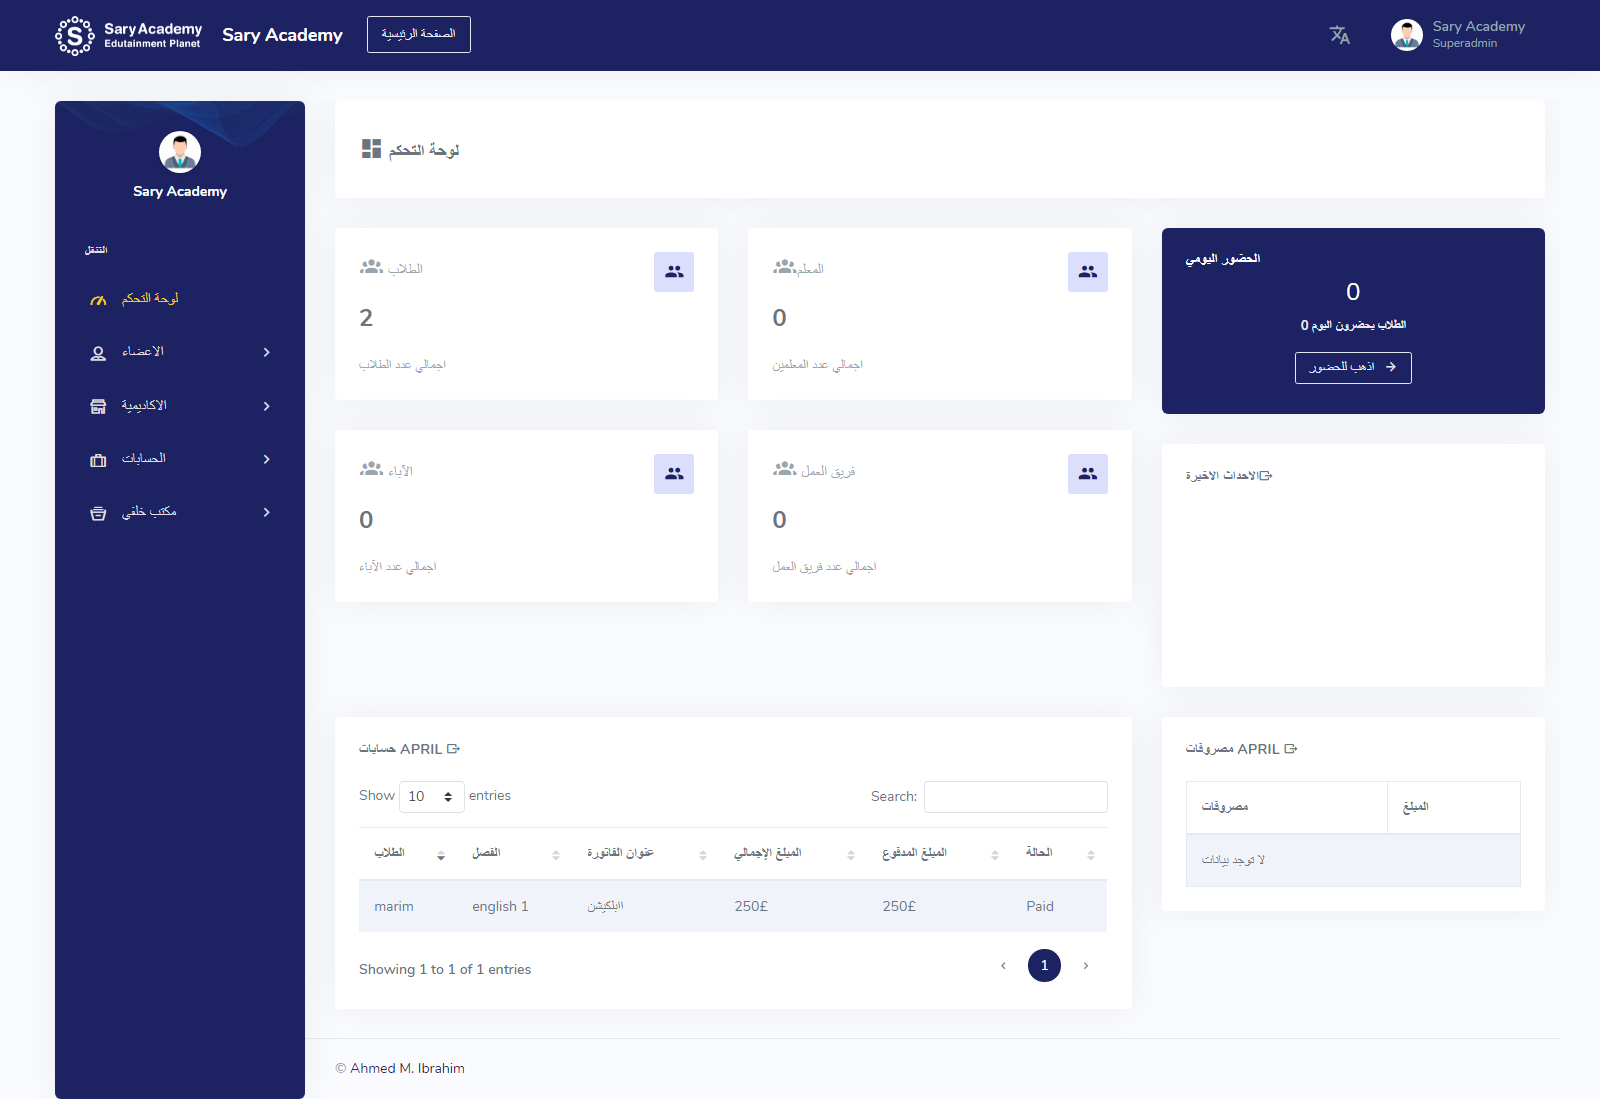 Sary Academy
Edutainment Planet
Sary Academy
الصفحة الرئيسية
Sary Academy
Superadmin
Sary Academy
التنقل
لوحة التحكم
الاعضاء
الاكاديمية
الحسابات
مكتب خلفي
لوحة التحكم
الطلاب
2
اجمالي عدد الطلاب
المعلم
0
اجمالي عدد المعلمين
الحضور اليومي
0
0 الطلاب يحضرون اليوم
اذهب للحضور
الآباء
0
اجمالي عدد الآباء
فريق العمل
0
اجمالي عدد فريق العمل
الاحداث الاخيرة
حسابات APRIL
Show 10 entries
Search:
الطلاب الفصل عنوان الفاتورة المبلغ الإجمالي المبلغ المدفوع الحالة
marim english 1 ابلكيشن 250£ 250£ Paid
Showing 1 to 1 of 1 entries
1
مصروفات APRIL
مصروفات المبلغ
لا توجد بيانات
© Ahmed M. Ibrahim